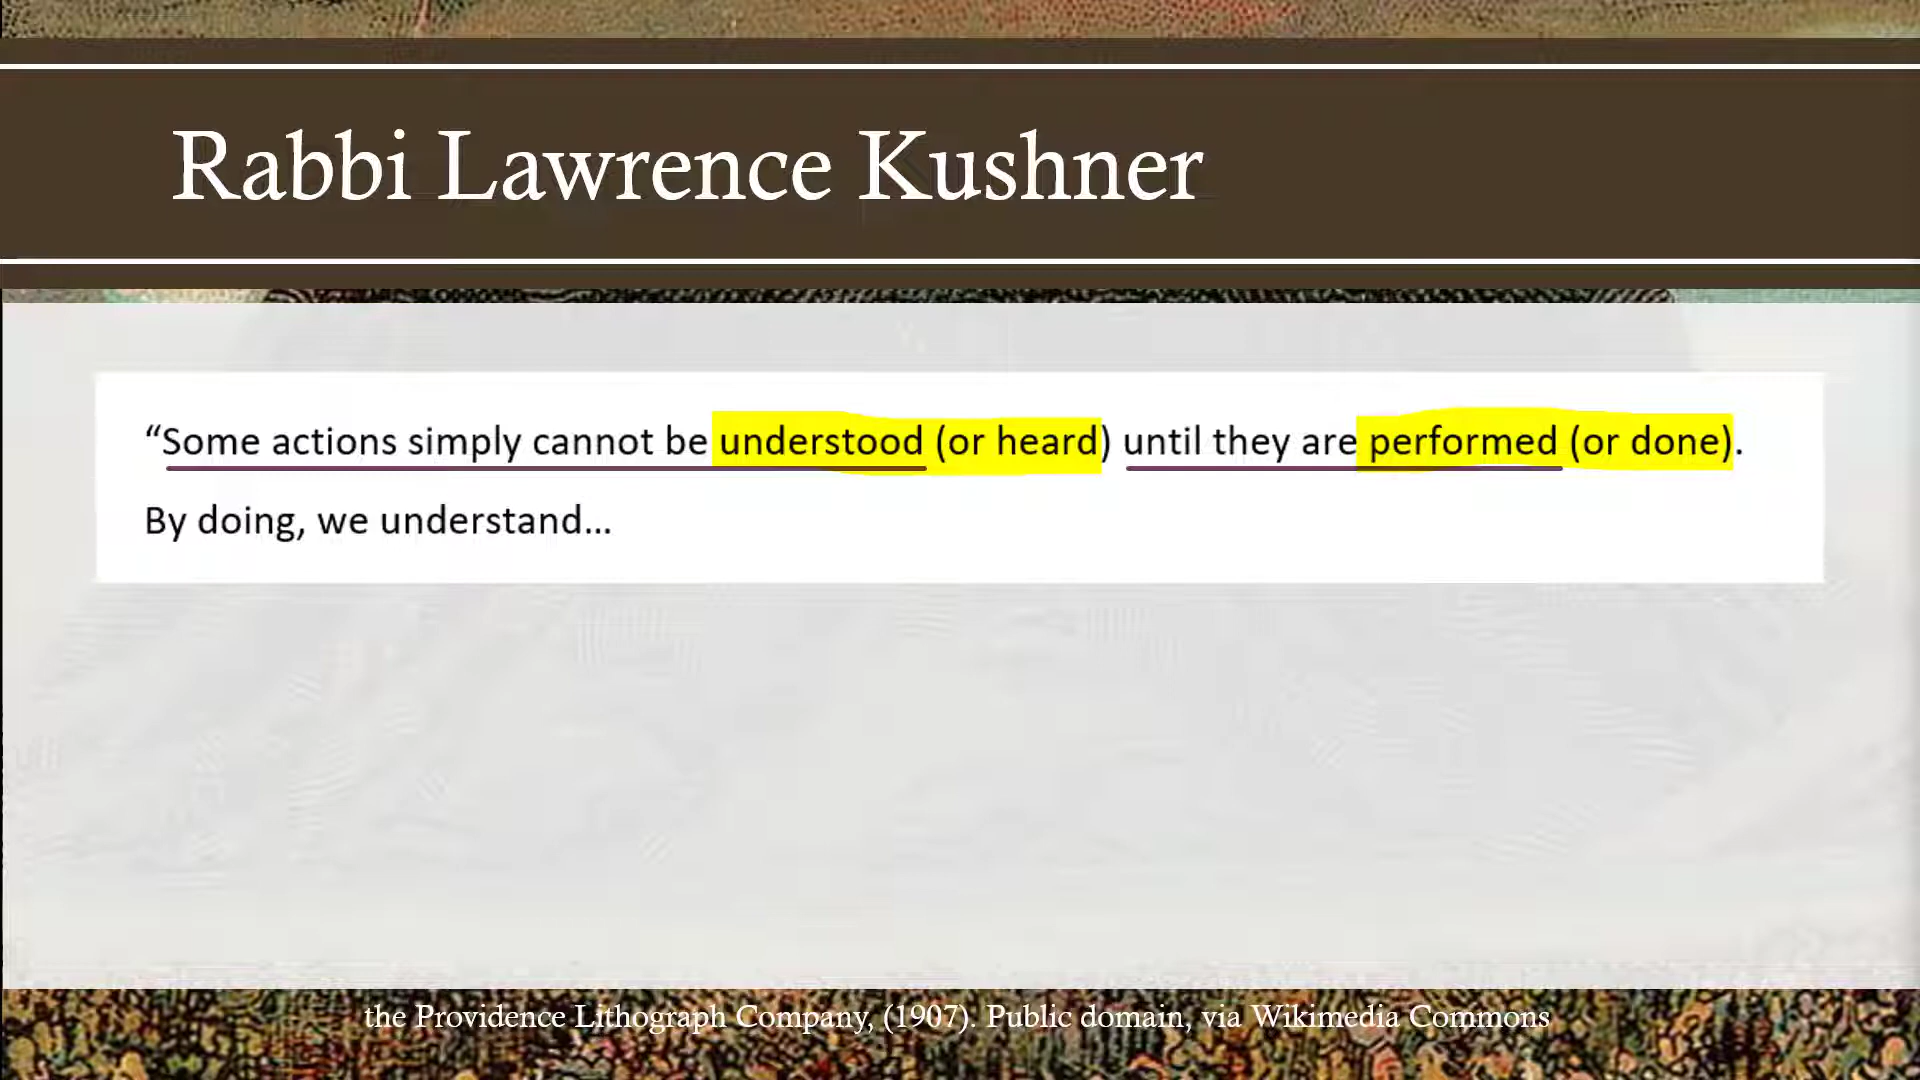 Rabbi Lawrence Kushner
“Some actions simply cannot be understood (or heard) until they are performed (or done).
By doing, we understand...
the Providence Lithograph Company, (1907). Public domain, via Wikimedia Commons